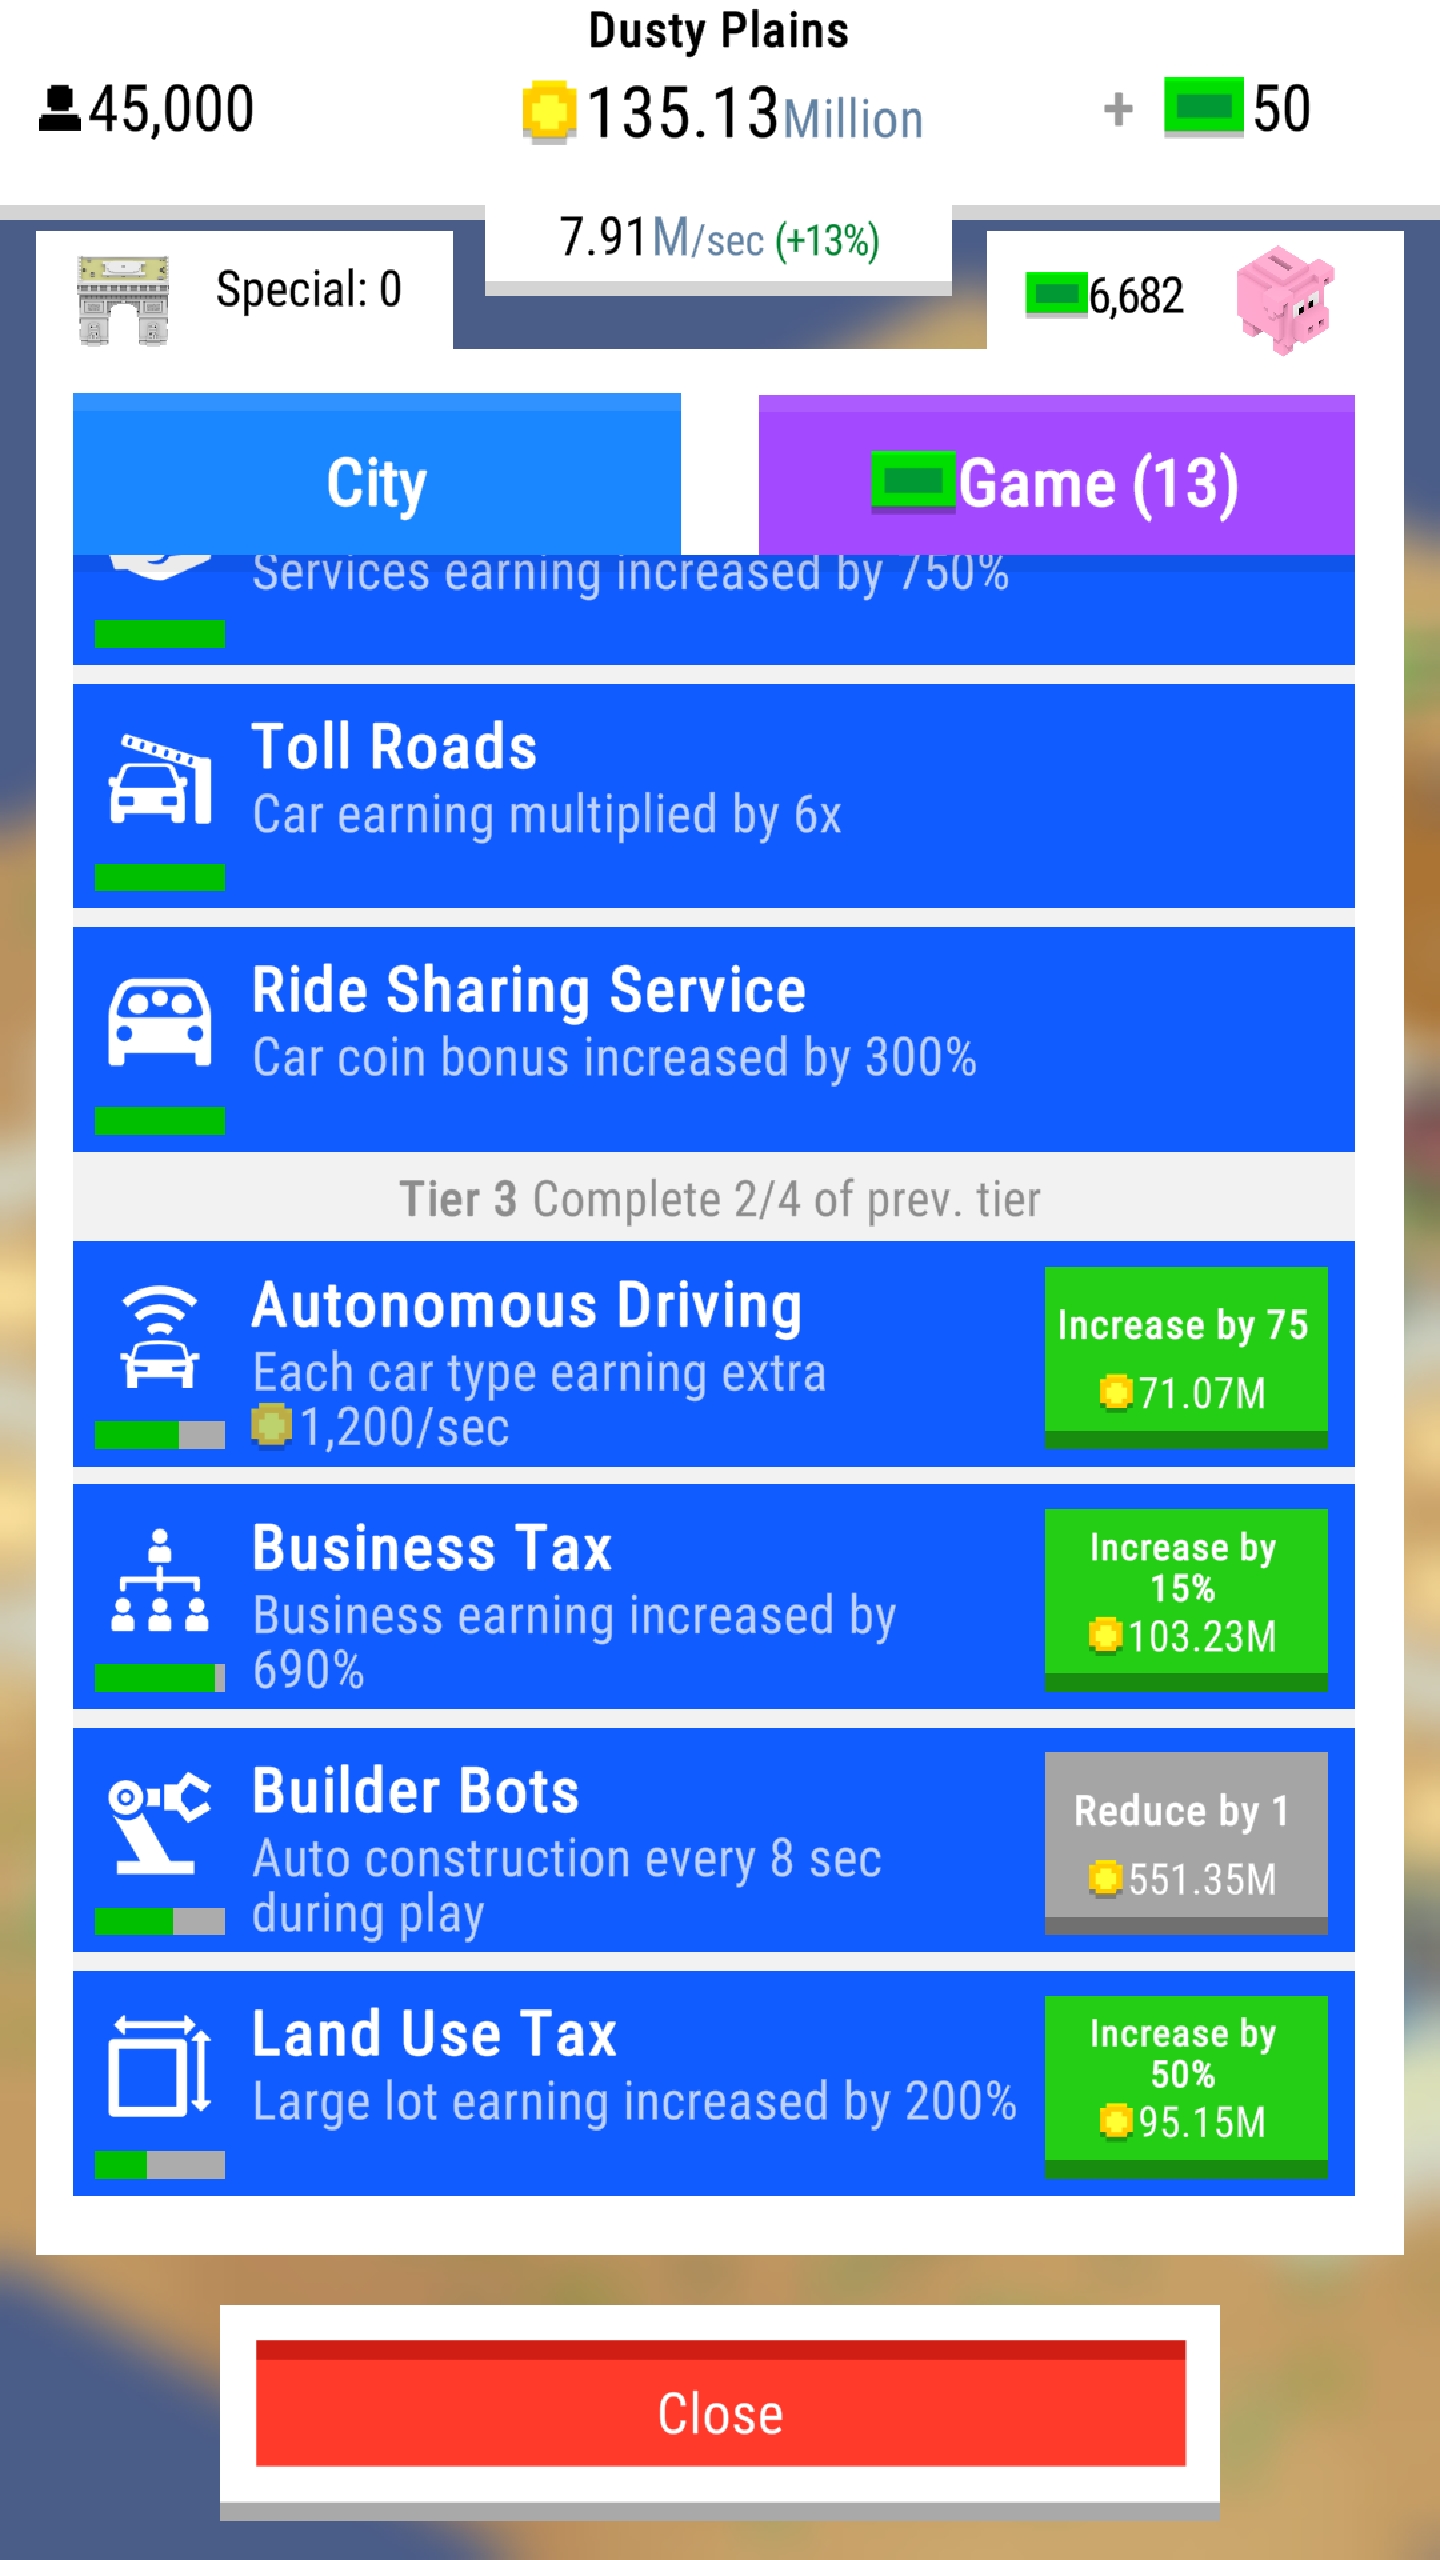 Dusty Plains
45,000
135.13Million
+ 50
7.91M/sec (+13%)
Special: 0
6,682
City
Game (13)
Services earning increased by 750%
Toll Roads
Car earning multiplied by 6x
Ride Sharing Service
Car coin bonus increased by 300%
Tier 3 Complete 2/4 of prev. tier
Autonomous Driving
Each car type earning extra
1,200/sec
Increase by 75
71.07M
Business Tax
Business earning increased by
690%
Increase by
15%
103.23M
Builder Bots
Auto construction every 8 sec
during play
Reduce by 1
551.35M
Land Use Tax
Large lot earning increased by 200%
Increase by
50%
95.15M
Close